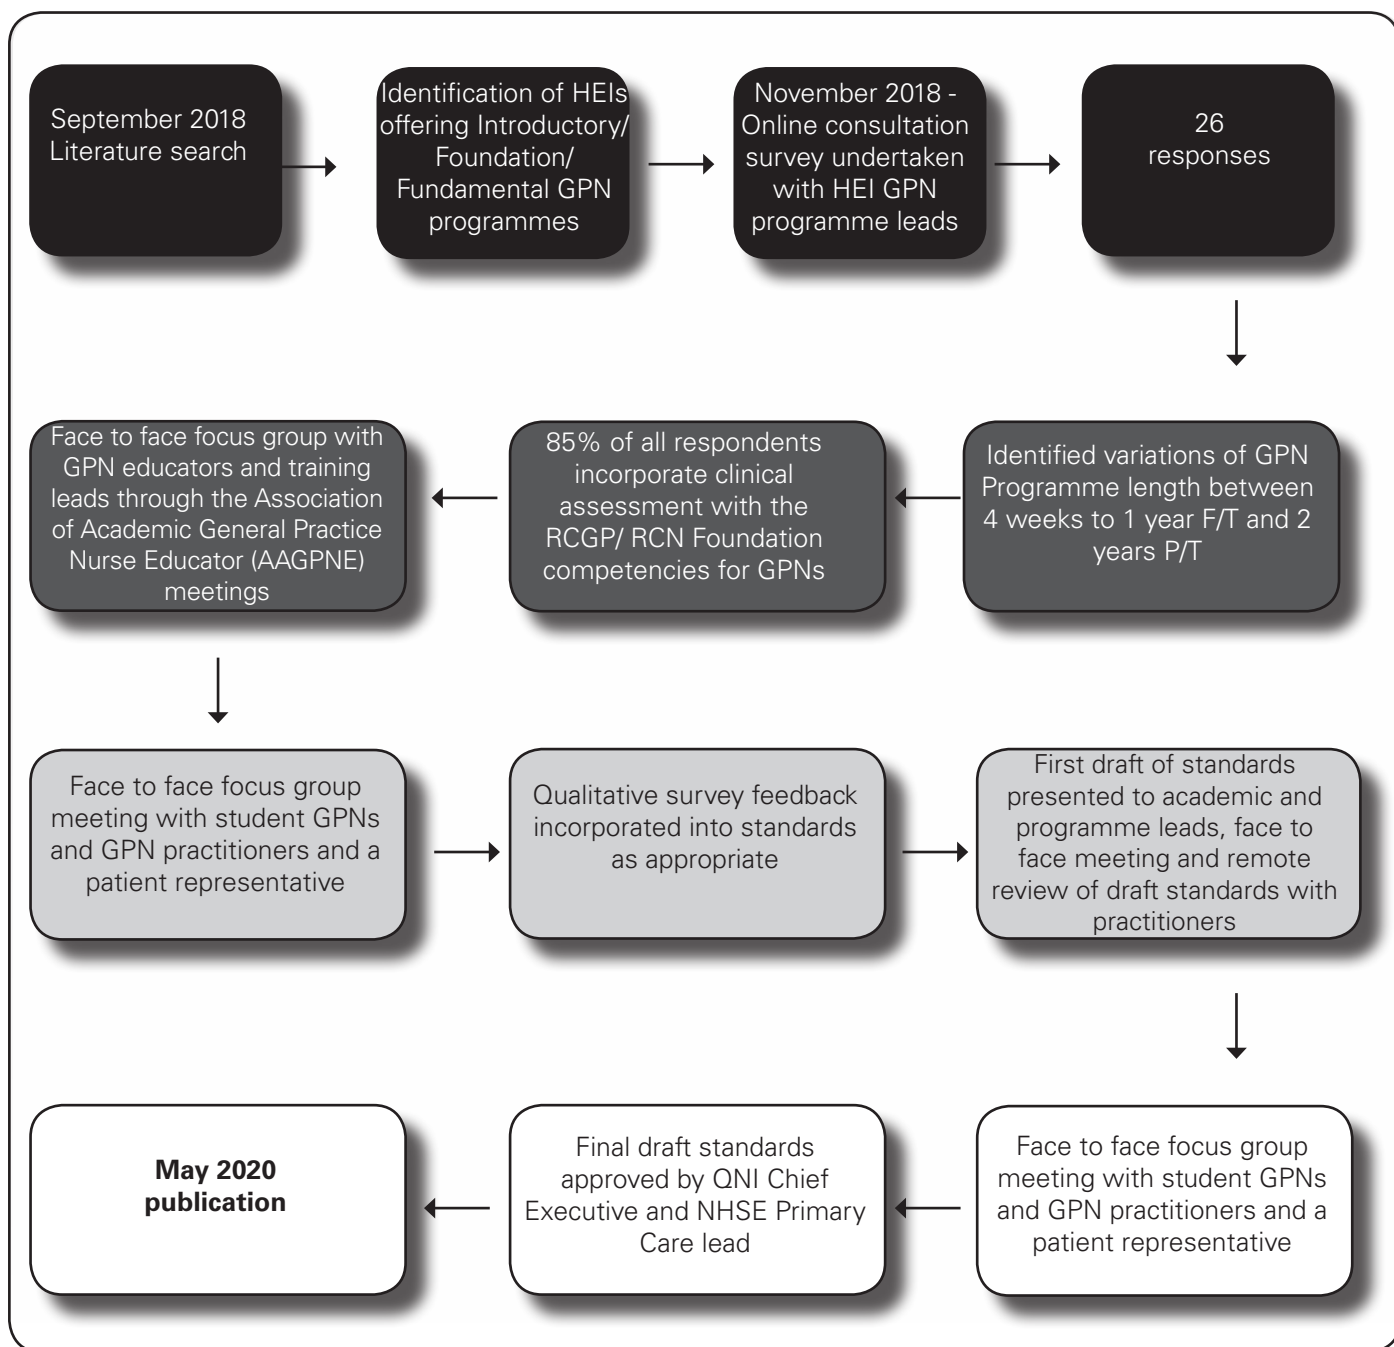 September 2018
Literature search
Identification of HEIs
offering Introductory/
Foundation/
Fundamental GPN
programmes
November 2018 -
Online consultation
survey undertaken
with HEI GPN
programme leads
26
responses
Identified variations of GPN
Programme length between
4 weeks to 1 year F/T and 2
years P/T
85% of all respondents
incorporate clinical
assessment with the
RCGP/ RCN Foundation
competencies for GPNs
Face to face focus group with
GPN educators and training
leads through the Association
of Academic General Practice
Nurse Educator (AAGPNE)
meetings
Face to face focus group
meeting with student GPNs
and GPN practitioners and a
patient representative
Qualitative survey feedback
incorporated into standards
as appropriate
First draft of standards
presented to academic and
programme leads, face to
face meeting and remote
review of draft standards with
practitioners
Face to face focus group
meeting with student GPNs
and GPN practitioners and a
patient representative
Final draft standards
approved by QNI Chief
Executive and NHSE Primary
Care lead
May 2020
publication